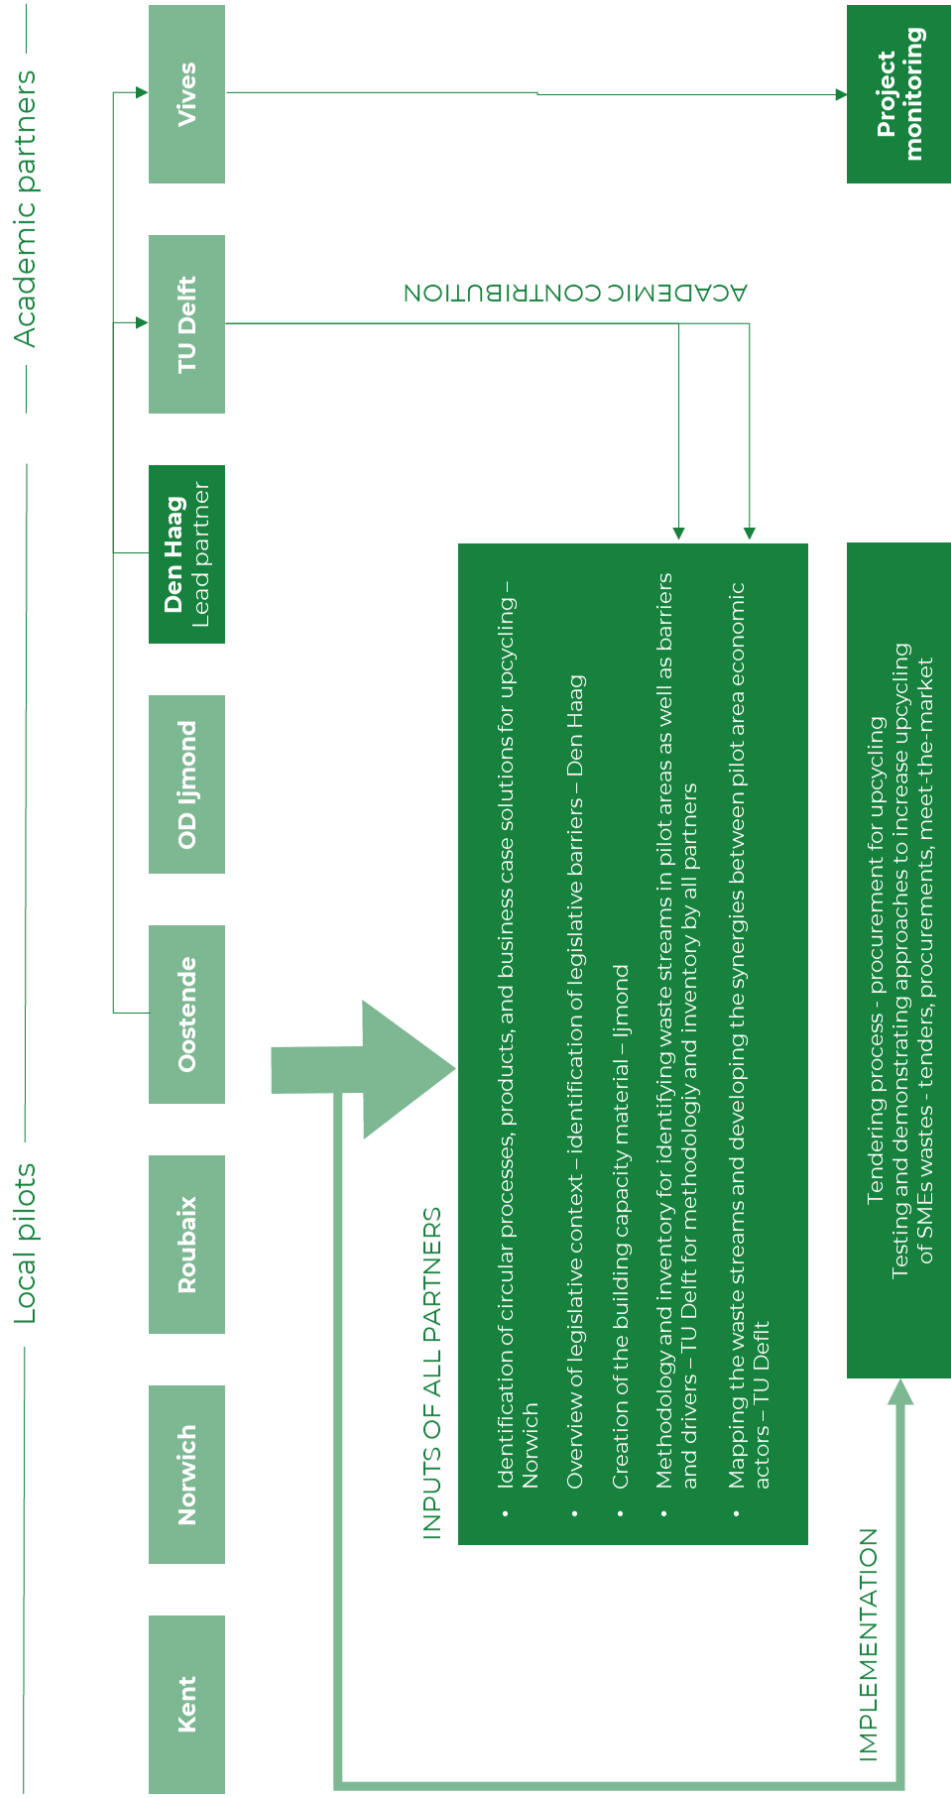 Local pilots
Academic partners
Kent
Norwich
Roubaix
Oostende
OD Ijmond
Den Haag
Lead partner
TU Delft
Vives
INPUTS OF ALL PARTNERS
• Identification of circular processes, products, and business case solutions for upcycling –
Norwich
• Overview of legislative context – identification of legislative barriers – Den Haag
• Creation of the building capacity material – Ijmond
• Methodology and inventory for identifying waste streams in pilot areas as well as barriers
and drivers – TU Delft for methodologiy and inventory by all partners
• Mapping the waste streams and developing the synergies between pilot area economic
actors – TU Deflt
ACADEMIC CONTRIBUTION
IMPLEMENTATION
Tendering process - procurement for upcycling
Testing and demonstrating approaches to increase upcycling
of SMEs wastes - tenders, procurements, meet-the-market
Project
monitoring